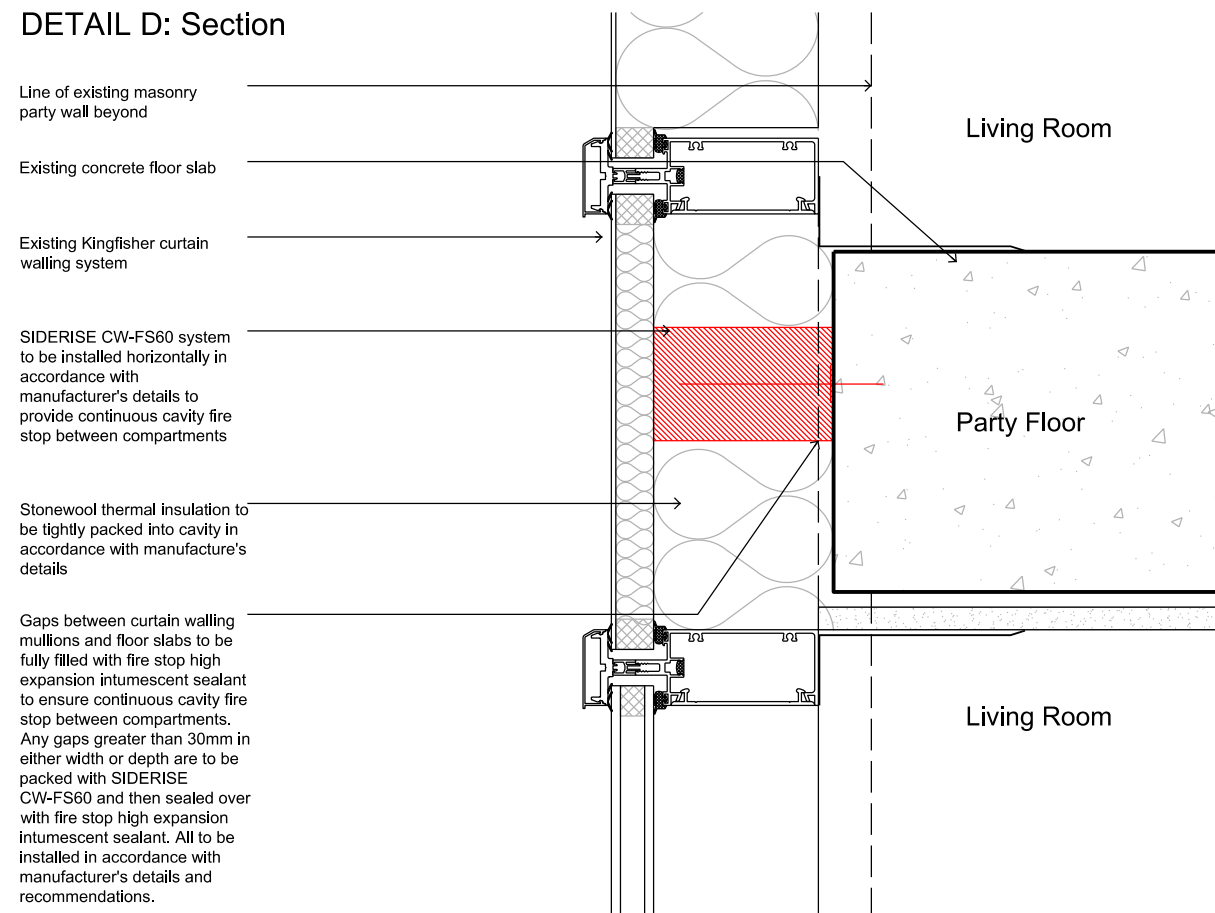 DETAIL D: Section
Line of existing masonry
party wall beyond
Living Room
Existing concrete floor slab
Existing Kingfisher curtain
walling system
SIDERISE CW-FS60 system
to be installed horizontally in
accordance with
manufacturer's details to
provide continuous cavity fire
stop between compartments
Party Floor
Stonewool thermal insulation to
be tightly packed into cavity in
accordance with manufacture's
details
Gaps between curtain walling
mullions and floor slabs to be
fully filled with fire stop high
expansion intumescent sealant
to ensure continuous cavity fire
stop between compartments.
Any gaps greater than 30mm in
either width or depth are to be
packed with SIDERISE
CW-FS60 and then sealed over
with fire stop high expansion
intumescent sealant. All to be
installed in accordance with
manufacturer's details and
recommendations.
Living Room